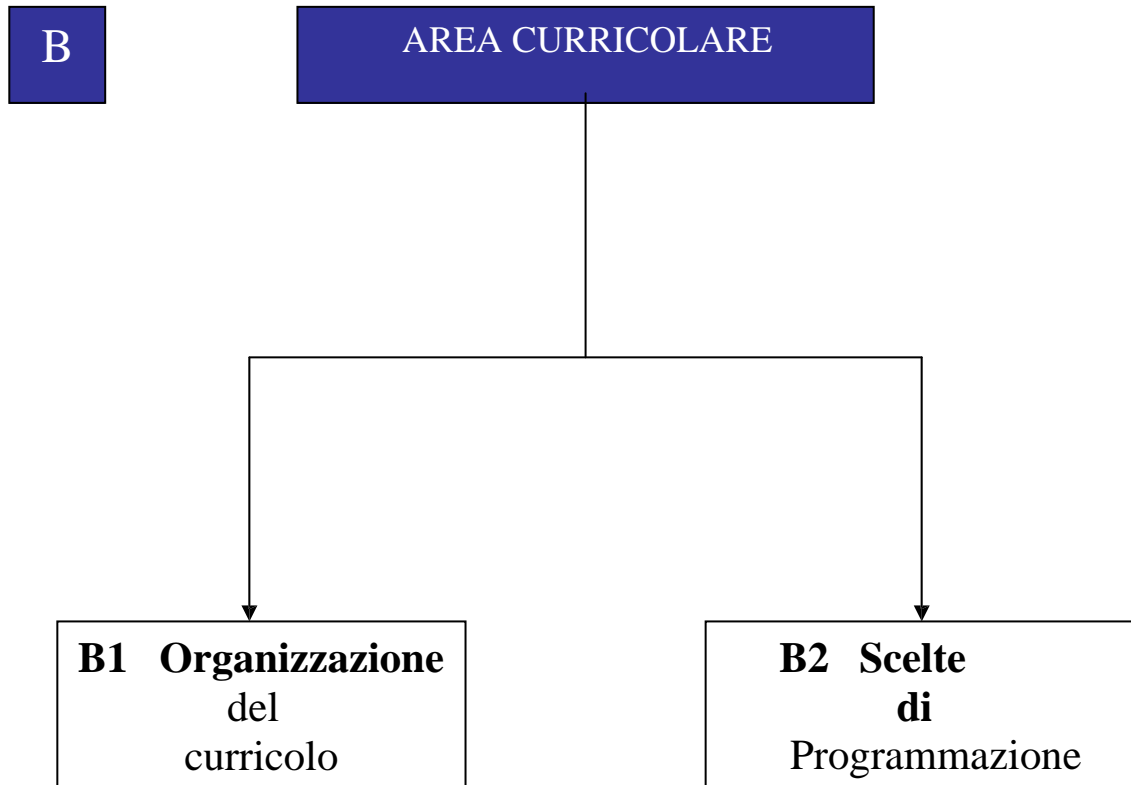 B
AREA CURRICOLARE
B1 Organizzazione
del
curricolo
B2 Scelte
di
Programmazione